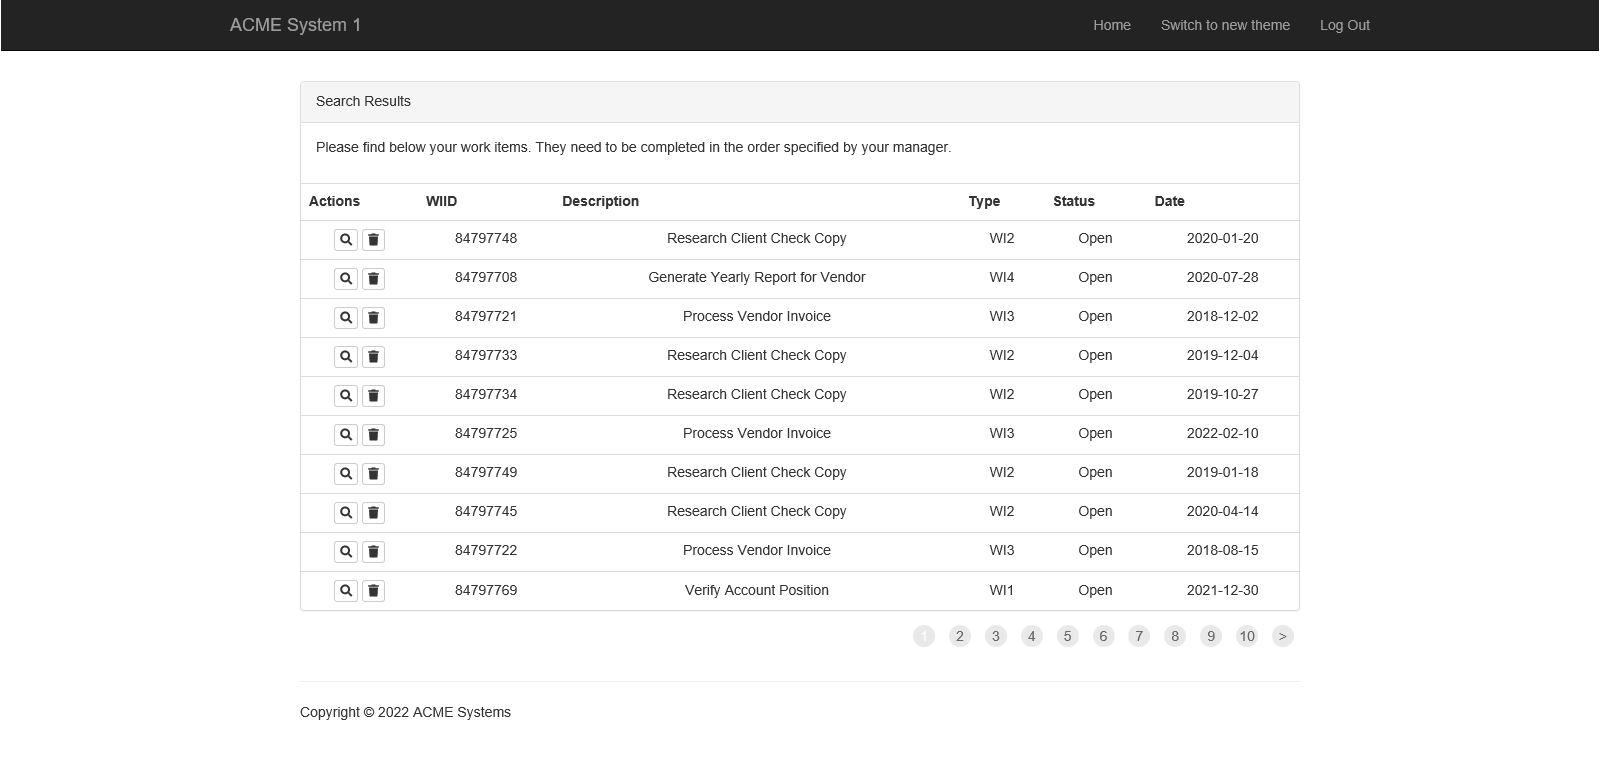 ACME System 1 Home Switch to new theme Log Out
Search Results
Please find below your work items. They need to be completed in the order specified by your manager.
Actions WIID Description Type Status Date
84797748 Research Client Check Copy WI2 Open 2020-01-20
84797708 Generate Yearly Report for Vendor WI4 Open 2020-07-28
84797721 Process Vendor Invoice WI3 Open 2018-12-02
84797733 Research Client Check Copy WI2 Open 2019-12-04
84797734 Research Client Check Copy WI2 Open 2019-10-27
84797725 Process Vendor Invoice WI3 Open 2022-02-10
84797749 Research Client Check Copy WI2 Open 2019-01-18
84797745 Research Client Check Copy WI2 Open 2020-04-14
84797722 Process Vendor Invoice WI3 Open 2018-08-15
84797769 Verify Account Position WI1 Open 2021-12-30
1 2 3 4 5 6 7 8 9 10 >
Copyright © 2022 ACME Systems